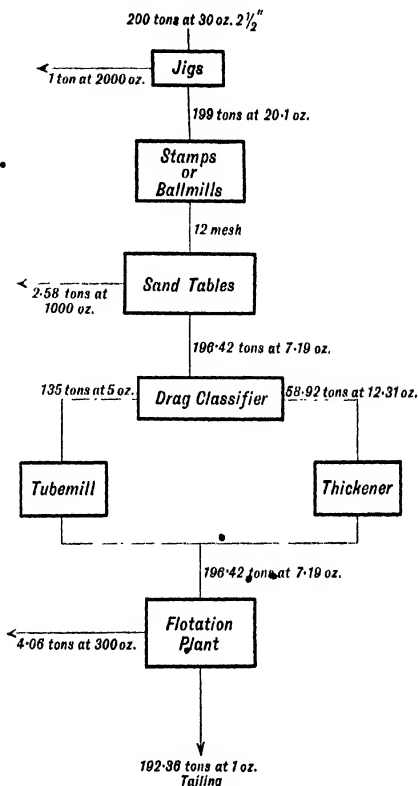 200 tons at 30 oz. 2½"
Jigs
1 ton at 2000 oz.
199 tons at 20·1 oz.
Stamps
or
Ballmills
12 mesh
Sand Tables
2·58 tons at
1000 oz.
196·42 tons at 7·19 oz.
135 tons at 5 oz.
Drag Classifier
58·92 tons at 12·31 oz.
Tubemill
Thickener
196·42 tons at 7·19 oz.
Flotation
Plant
4·06 tons at 300 oz.
192·36 tons at 1 oz.
Tailing